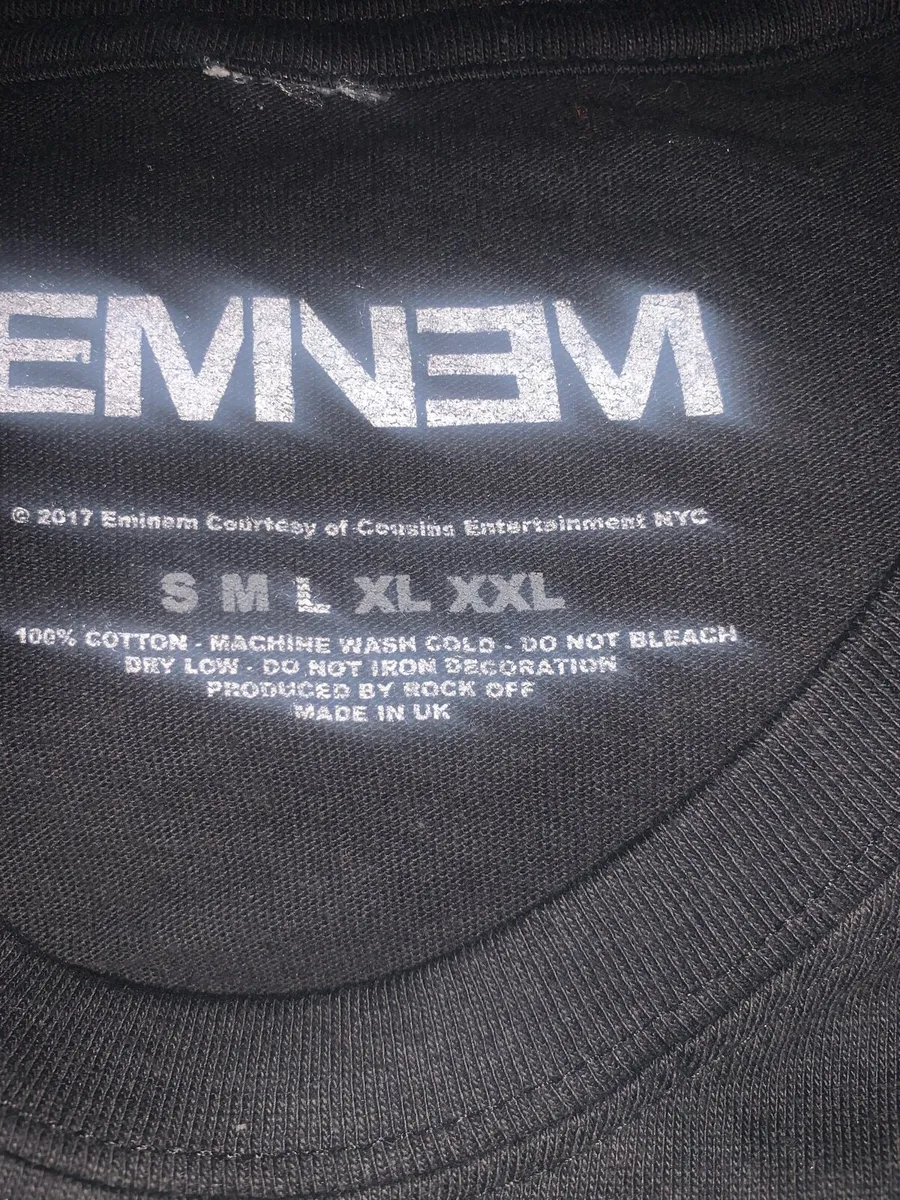 EMINEM
© 2017 Eminem Courtesy of Cousins Entertainment NYC
S M L XL XXL
100% COTTON - MACHINE WASH COLD - DO NOT BLEACH
DRY LOW - DO NOT IRON DECORATION
PRODUCED BY ROCK OFF
MADE IN UK